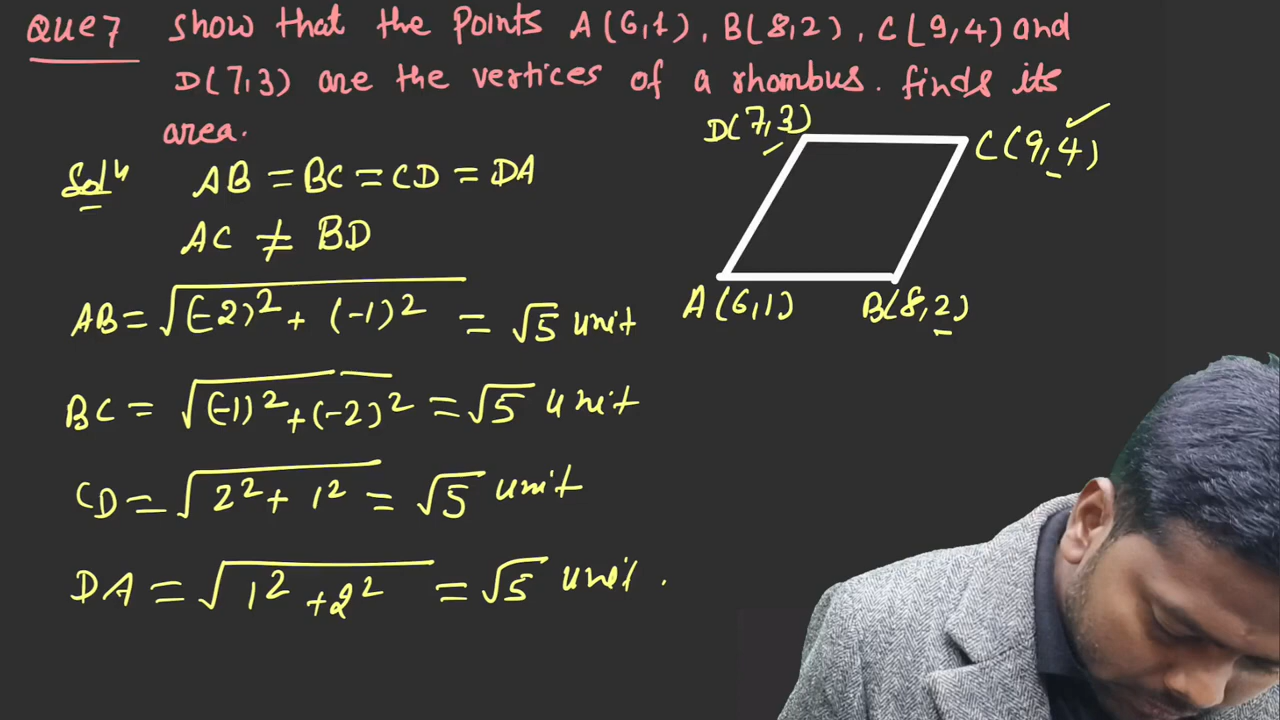 QUE 7 Show that the points A(6,1), B(8,2), C(9,4) and
D(7,3) are the vertices of a rhombus. finds its
area.
Solⁿ AB = BC = CD = DA
AC ≠ BD
AB = √(-2)² + (-1)² = √5 unit
BC = √(-1)² + (-2)² = √5 unit
CD = √2² + 1² = √5 unit
DA = √1² + 2² = √5 unit.
D(7,3)
C(9,4)
A(6,1)
B(8,2)